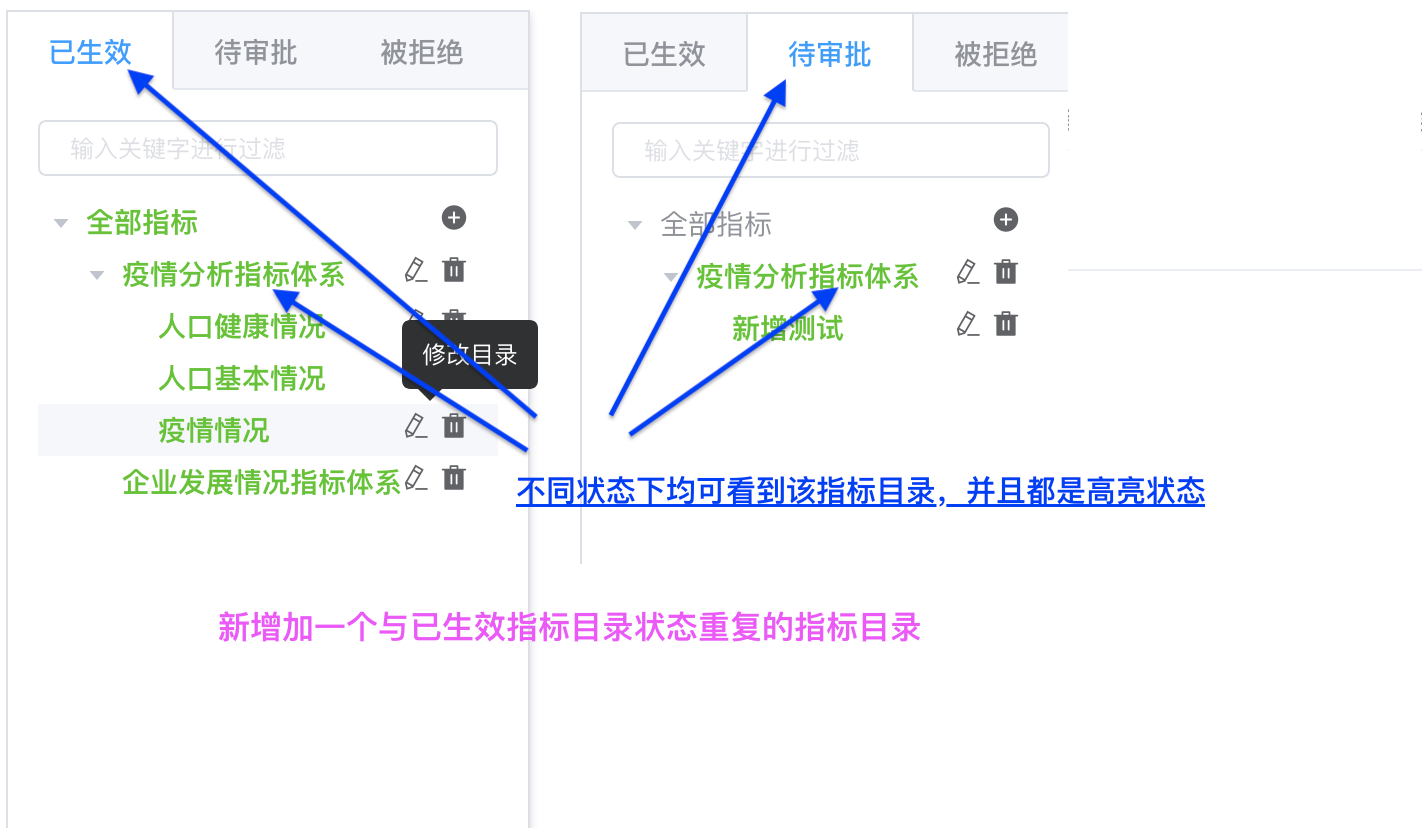 已生效
待审批
被拒绝
输入关键字进行过滤
全部指标
疫情分析指标体系
人口健康情况
修改目录
人口基本情况
疫情情况
企业发展情况指标体系
已生效
待审批
被拒绝
输入关键字进行过滤
全部指标
疫情分析指标体系
新增测试
不同状态下均可看到该指标目录，并且都是高亮状态
新增加一个与已生效指标目录状态重复的指标目录